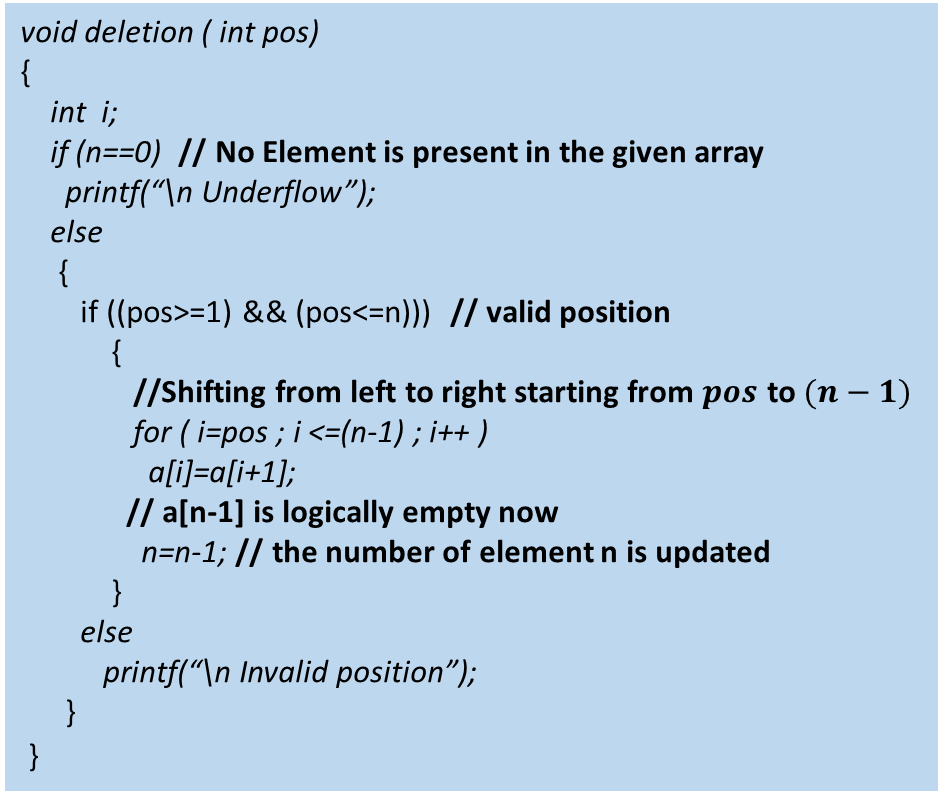 void deletion ( int pos)
{
int i;
if (n==0) // No Element is present in the given array
printf(“\n Underflow”);
else
{
if ((pos>=1) && (pos<=n))) // valid position
{
//Shifting from left to right starting from pos to (n − 1)
for ( i=pos ; i <=(n-1) ; i++ )
a[i]=a[i+1];
// a[n-1] is logically empty now
n=n-1; // the number of element n is updated
}
else
printf(“\n Invalid position”);
}
}